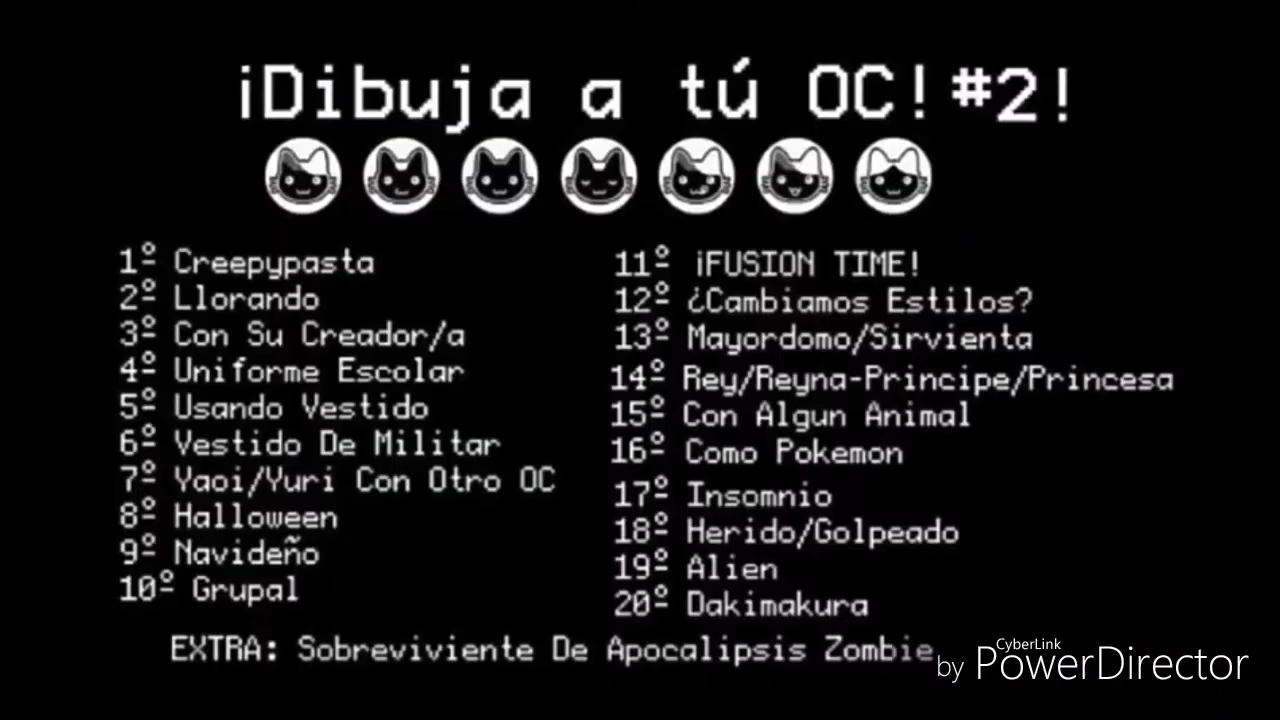 ¡Dibuja a tú OC! #2!
1º Creepypasta
2º Llorando
3º Con Su Creador/a
4º Uniforme Escolar
5º Usando Vestido
6º Vestido De Militar
7º Yaoi/Yuri Con Otro OC
8º Halloween
9º Navideño
10º Grupal
11º ¡FUSION TIME!
12º ¿Cambiamos Estilos?
13º Mayordomo/Sirvienta
14º Rey/Reyna-Principe/Princesa
15º Con Algun Animal
16º Como Pokemon
17º Insomnio
18º Herido/Golpeado
19º Alien
20º Dakimakura
EXTRA: Sobreviviente De Apocalipsis Zombie
CyberLink
by PowerDirector